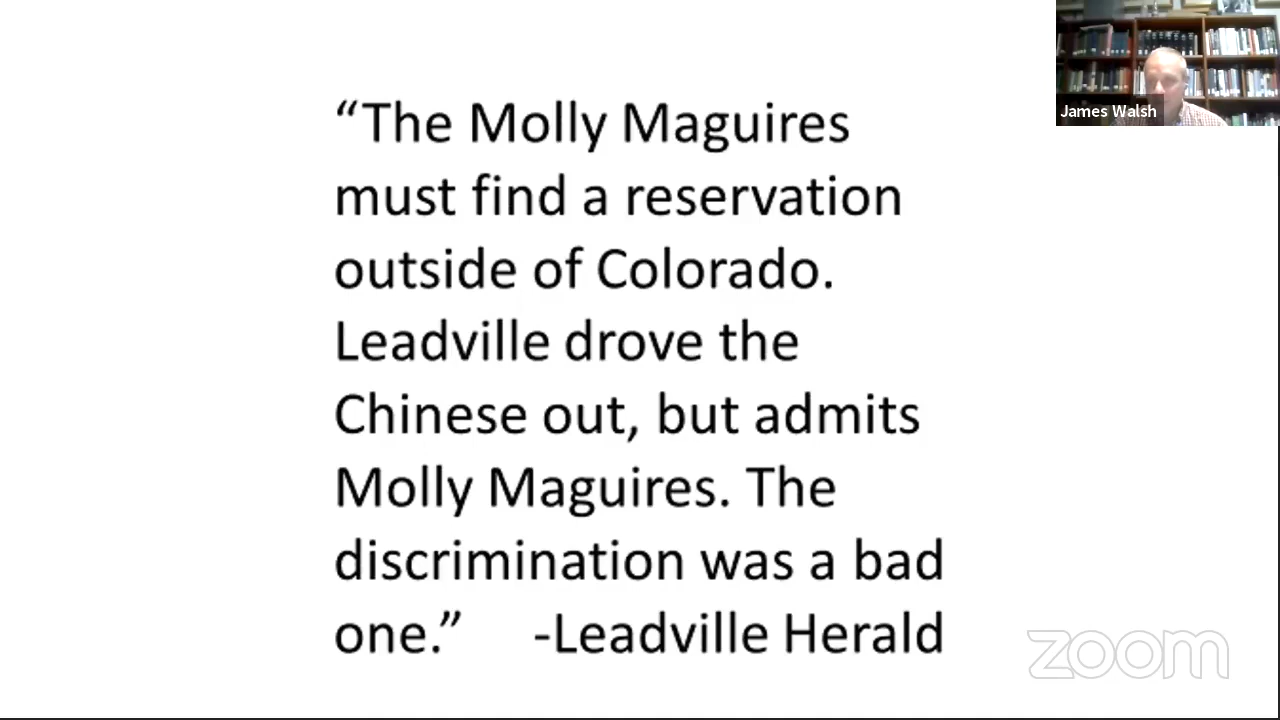 “The Molly Maguires
must find a reservation
outside of Colorado.
Leadville drove the
Chinese out, but admits
Molly Maguires. The
discrimination was a bad
one.” -Leadville Herald
James Walsh
zoom